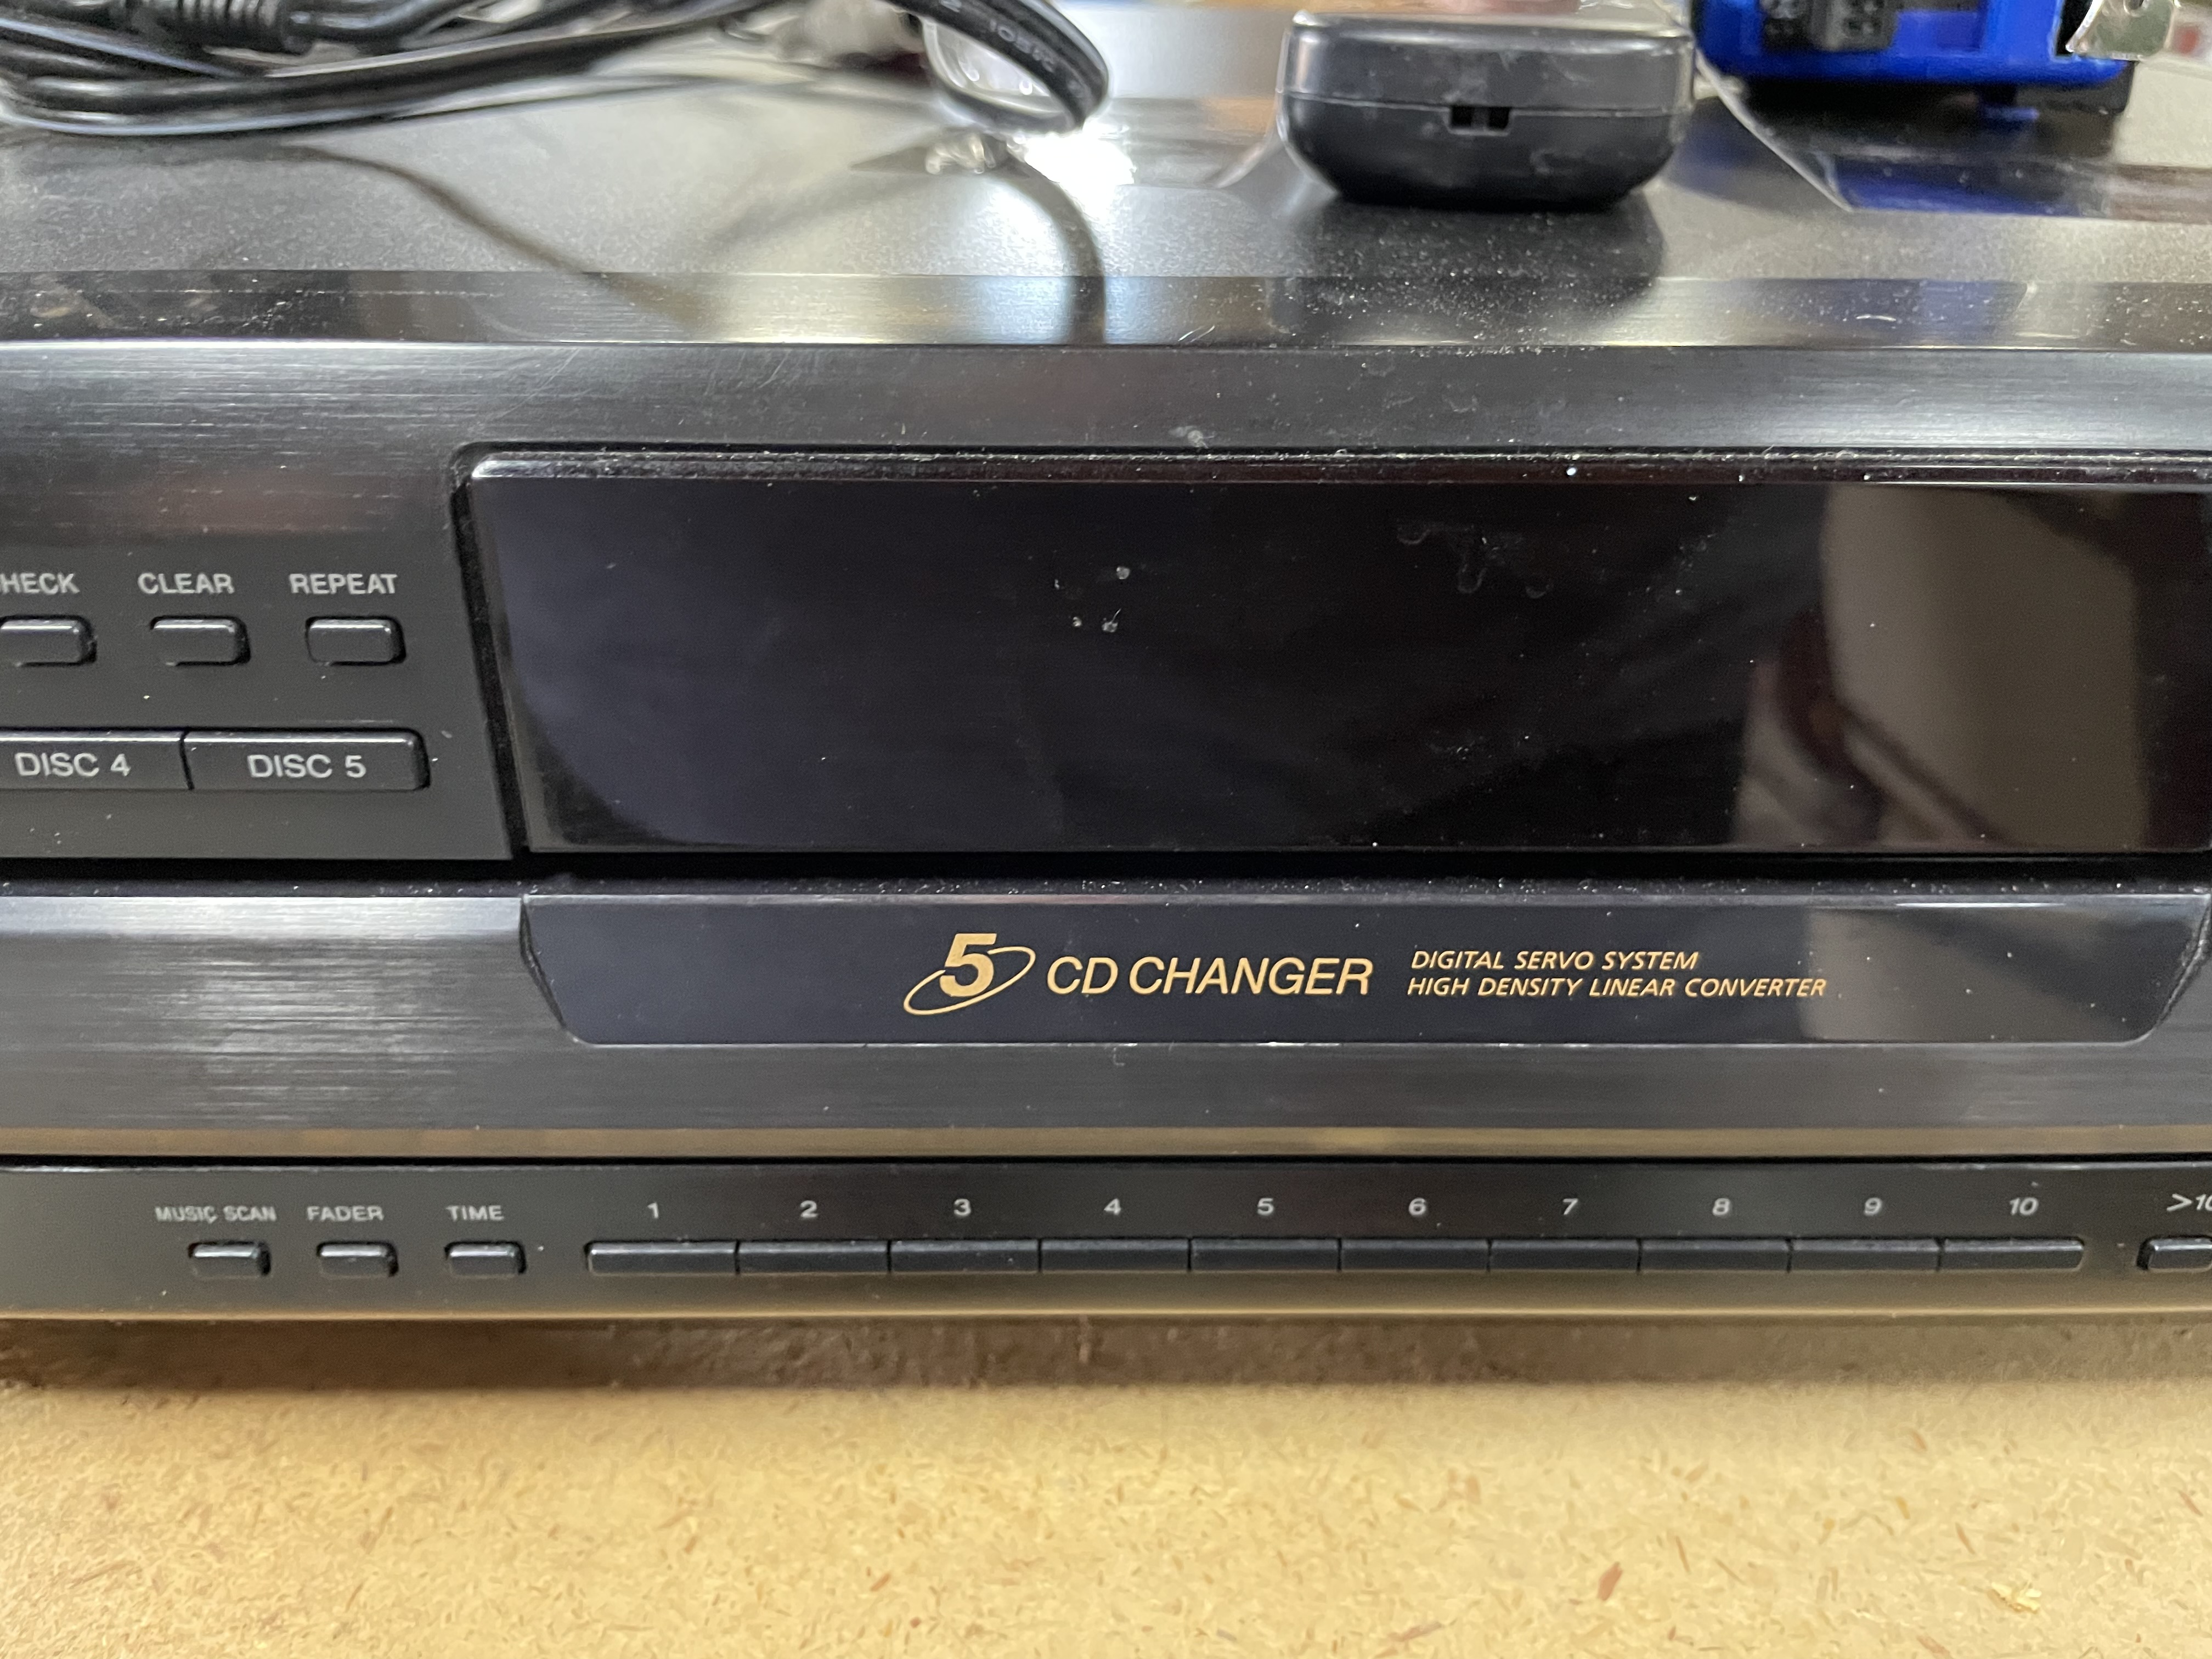 HECK CLEAR REPEAT
DISC 4 DISC 5
5 CD CHANGER
DIGITAL SERVO SYSTEM
HIGH DENSITY LINEAR CONVERTER
MUSIC SCAN FADER TIME 1 2 3 4 5 6 7 8 9 10 >10